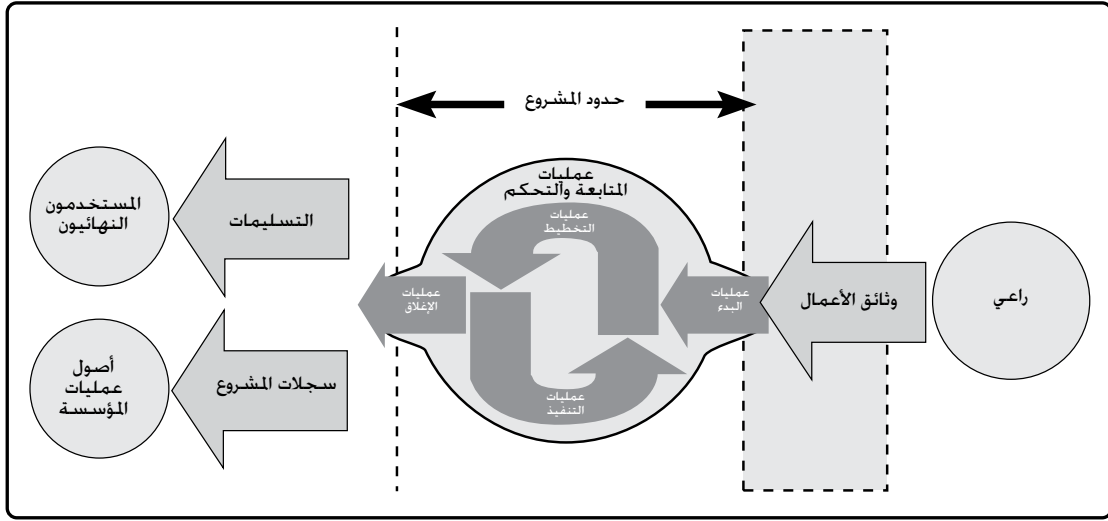 حدود المشروع
راعي
وثائق الأعمال
عمليات
البدء
عمليات
المتابعة والتحكم
عمليات
التخطيط
عمليات
التنفيذ
عمليات
الإغلاق
التسليمات
المستخدمون
النهائيون
سجلات المشروع
أصول
عمليات
المؤسسة